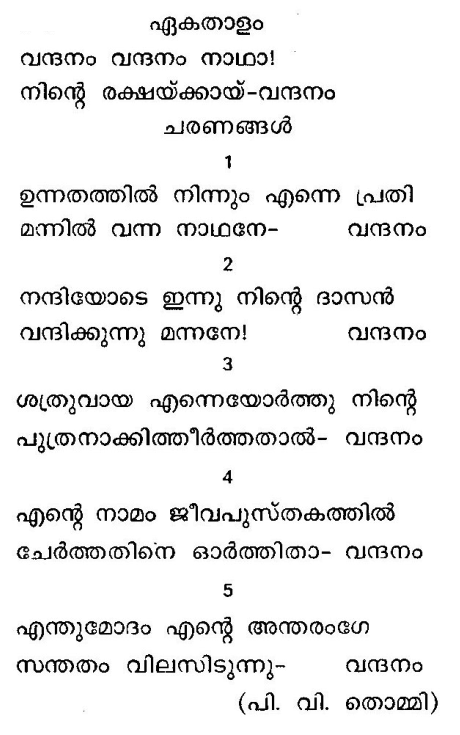 ഏകതാളം
വന്ദനം വന്ദനം നാഥാ!
നിന്റെ രക്ഷയ്ക്കായ്-വന്ദനം
ചരണങ്ങൾ
1
ഉന്നതത്തിൽ നിന്നും എന്നെ പ്രതി
മന്നിൽ വന്ന നാഥനേ- വന്ദനം
2
നന്ദിയോടെ ഇന്നു നിന്റെ ദാസൻ
വന്ദിക്കുന്നു മന്നനേ! വന്ദനം
3
ശത്രുവായ എന്നെയോർത്തു നിന്റെ
പുത്രനാക്കിത്തീർത്തതാൽ- വന്ദനം
4
എന്റെ നാമം ജീവപുസ്തകത്തിൽ
ചേർത്തതിനെ ഓർത്തിതാ- വന്ദനം
5
എന്തുമോദം എന്റെ അന്തരംഗേ
സന്തതം വിലസിടുന്നു- വന്ദനം
(പി. വി. തൊമ്മി)